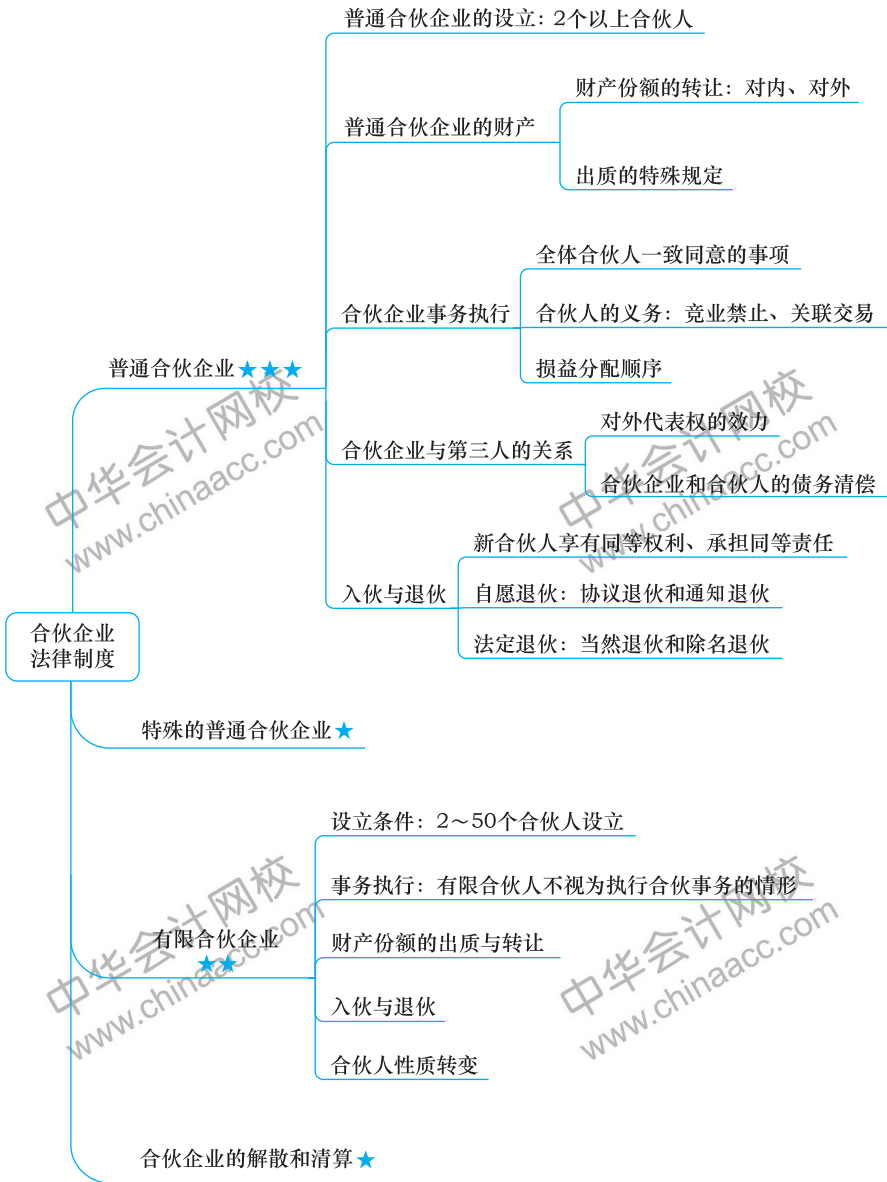 普通合伙企业的设立：2个以上合伙人
财产份额的转让：对内、对外
普通合伙企业的财产
出质的特殊规定
全体合伙人一致同意的事项
合伙企业事务执行
合伙人的义务：竞业禁止、关联交易
损益分配顺序
普通合伙企业★★★
对外代表权的效力
合伙企业与第三人的关系
合伙企业和合伙人的债务清偿
新合伙人享有同等权利、承担同等责任
入伙与退伙
自愿退伙：协议退伙和通知退伙
法定退伙：当然退伙和除名退伙
合伙企业
法律制度
特殊的普通合伙企业★
设立条件：2～50个合伙人设立
事务执行：有限合伙人不视为执行合伙事务的情形
有限合伙企业
★★
财产份额的出质与转让
入伙与退伙
合伙人性质转变
合伙企业的解散和清算★
中华会计网校
www.chinaacc.com
中华会计网校
www.chinaacc.com
中华会计网校
www.chinaacc.com
中华会计网校
www.chinaacc.com